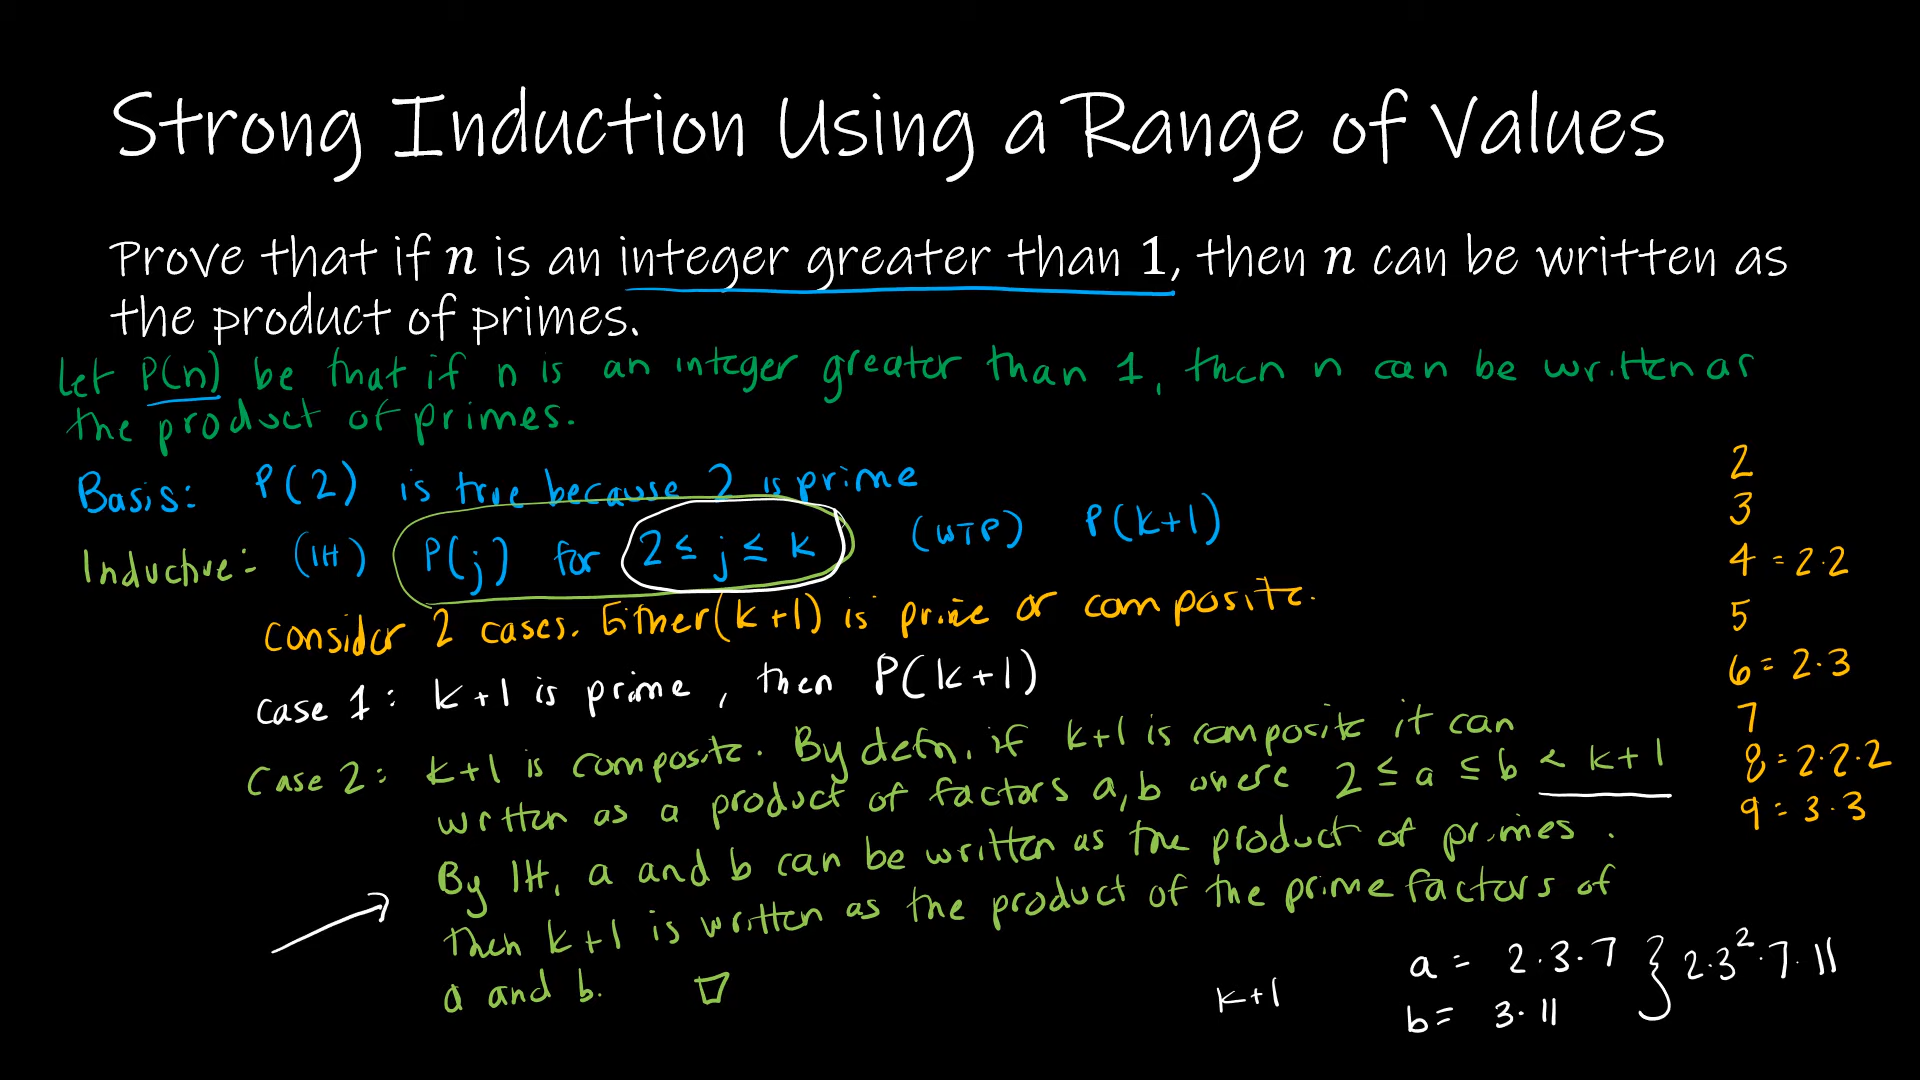 Strong Induction Using a Range of Values
Prove that if n is an integer greater than 1, then n can be written as
the product of primes.
Let P(n) be that if n is an integer greater than 1, then n can be written as
the product of primes.
Basis: P(2) is true because 2 is prime
Inductive: (IH) P(j) for 2 ≤ j ≤ k (WTP) P(k+1)
Consider 2 cases. Either (k+1) is prime or composite.
Case 1: k+1 is prime, then P(k+1)
Case 2: k+1 is composite. By defn, if k+1 is composite it can
written as a product of factors a, b where 2 ≤ a ≤ b < k+1
By IH, a and b can be written as the product of primes.
Then k+1 is written as the product of the prime factors of
a and b.
2
3
4 = 2·2
5
6 = 2·3
7
8 = 2·2·2
9 = 3·3
k+1
a = 2·3·7 } 2·3²·7·11
b = 3·11